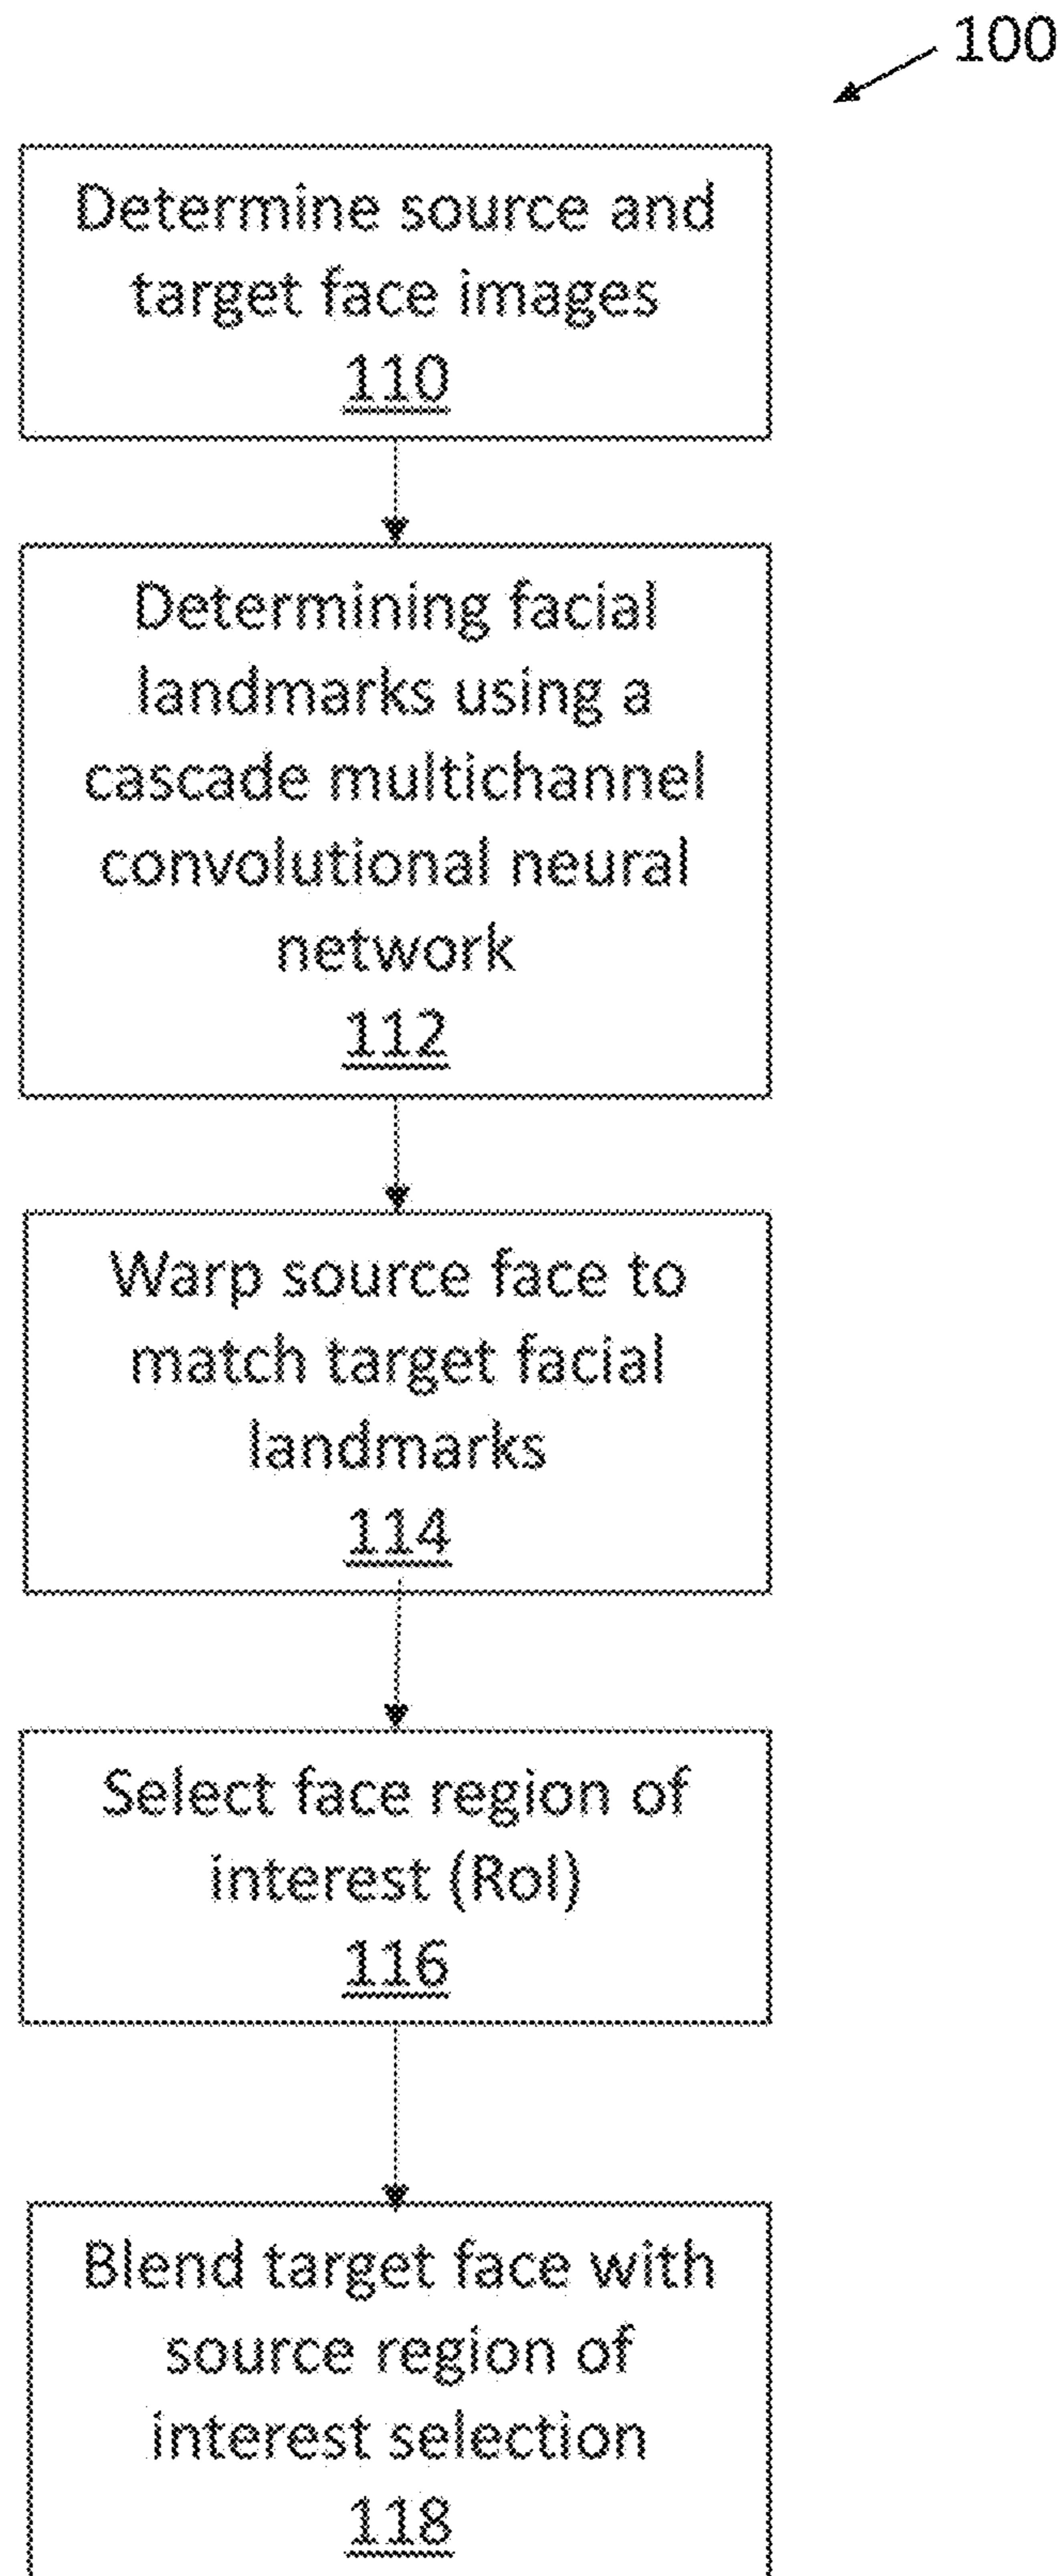 100
Determine source and
target face images
110
Determining facial
landmarks using a
cascade multichannel
convolutional neural
network
112
Warp source face to
match target facial
landmarks
114
Select face region of
interest (RoI)
116
Blend target face with
source region of
interest selection
118